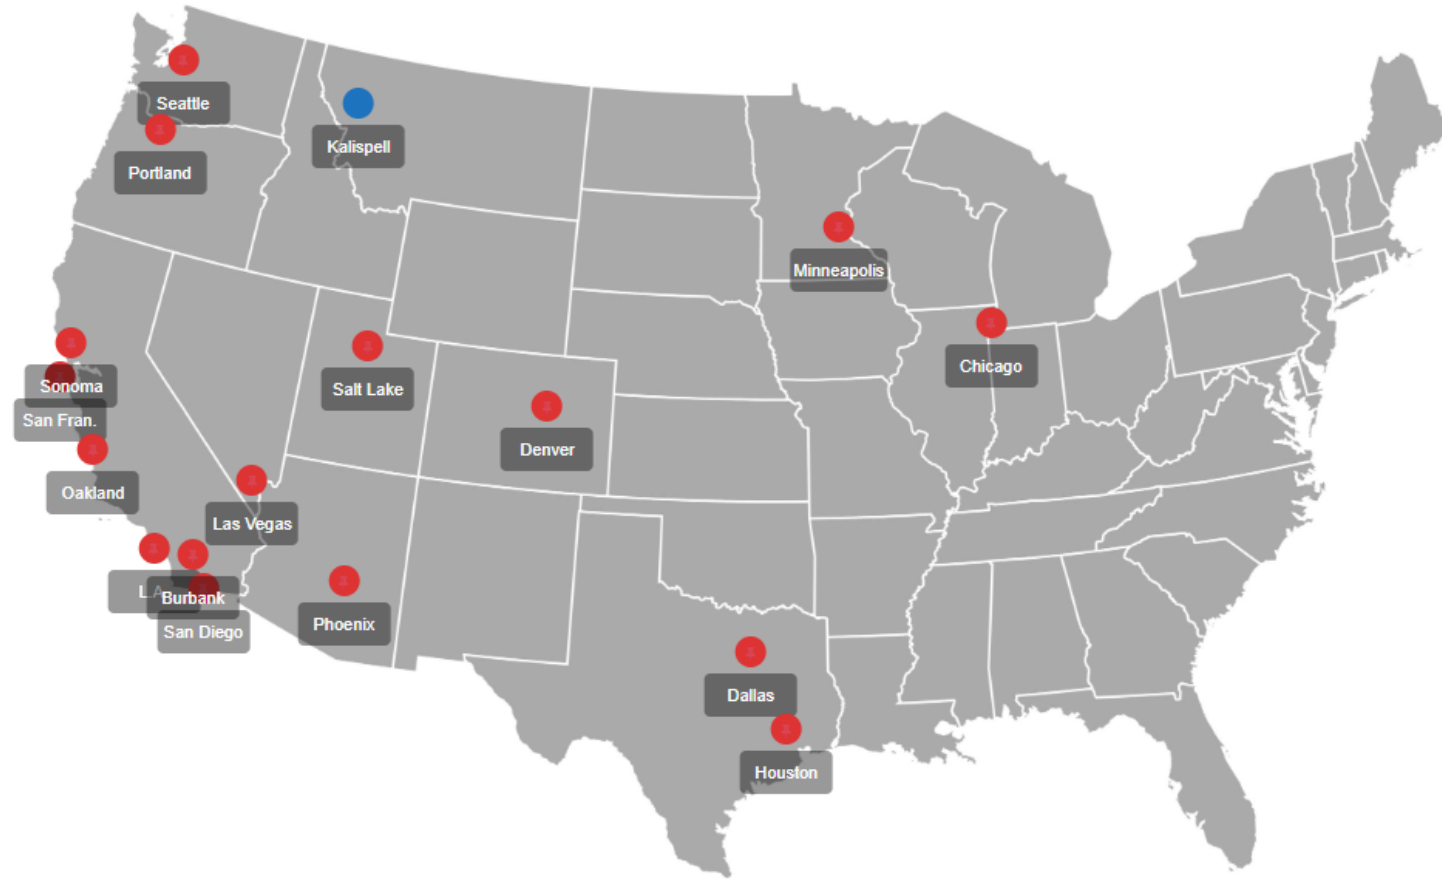 Seattle
Kalispell
Portland
Minneapolis
Chicago
Sonoma
Salt Lake
San Fran.
Denver
Oakland
Las Vegas
L.A.
Burbank
Phoenix
San Diego
Dallas
Houston